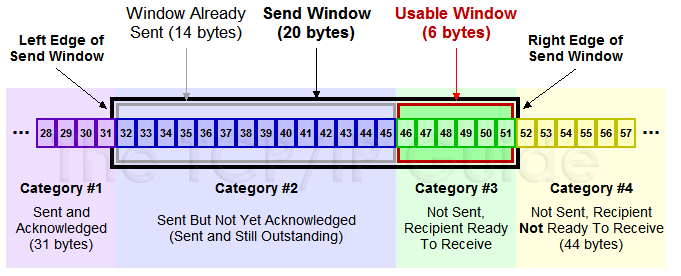 Window Already
Sent (14 bytes)
Send Window
(20 bytes)
Usable Window
(6 bytes)
Left Edge of
Send Window
Right Edge of
Send Window
... 28 29 30 31 32 33 34 35 36 37 38 39 40 41 42 43 44 45 46 47 48 49 50 51 52 53 54 55 56 57 ...
The TCP/IP Guide
Category #1
Sent and
Acknowledged
(31 bytes)
Category #2
Sent But Not Yet Acknowledged
(Sent and Still Outstanding)
Category #3
Not Sent,
Recipient Ready
To Receive
Category #4
Not Sent, Recipient
Not Ready To Receive
(44 bytes)